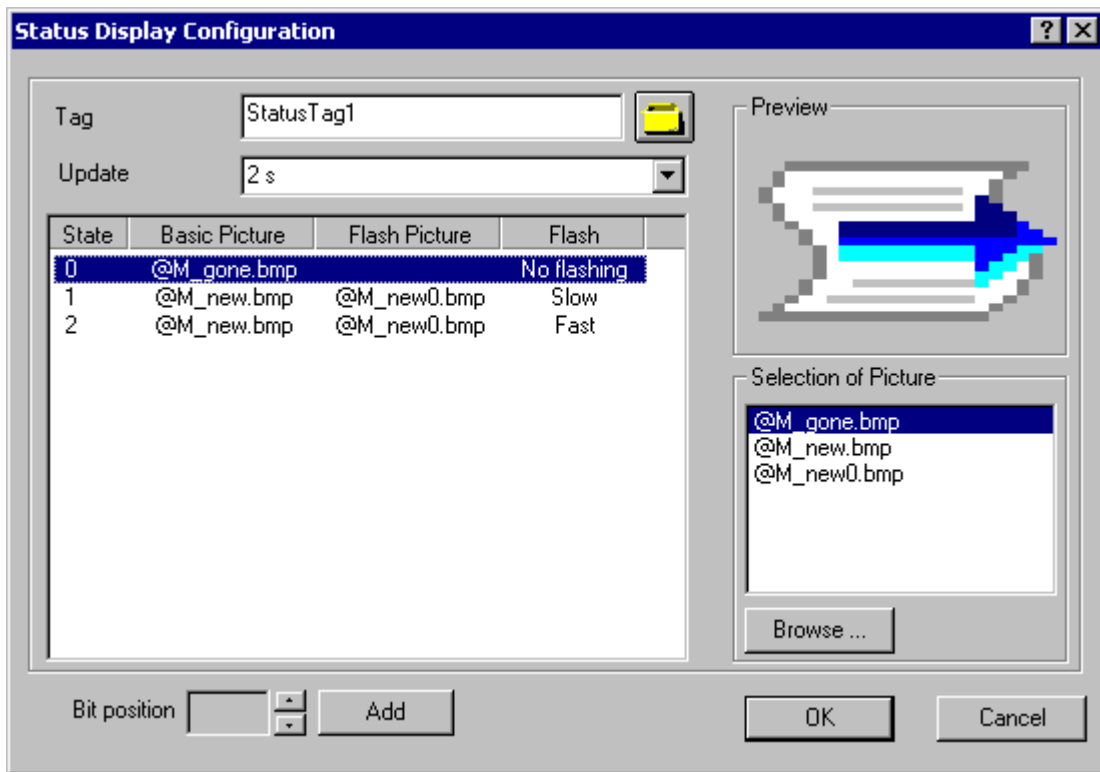 Status Display Configuration
Tag StatusTag1
Update 2 s
State Basic Picture Flash Picture Flash
0 @M_gone.bmp No flashing
1 @M_new.bmp @M_new0.bmp Slow
2 @M_new.bmp @M_new0.bmp Fast
Preview
Selection of Picture
@M_gone.bmp
@M_new.bmp
@M_new0.bmp
Browse ...
Bit position Add OK Cancel